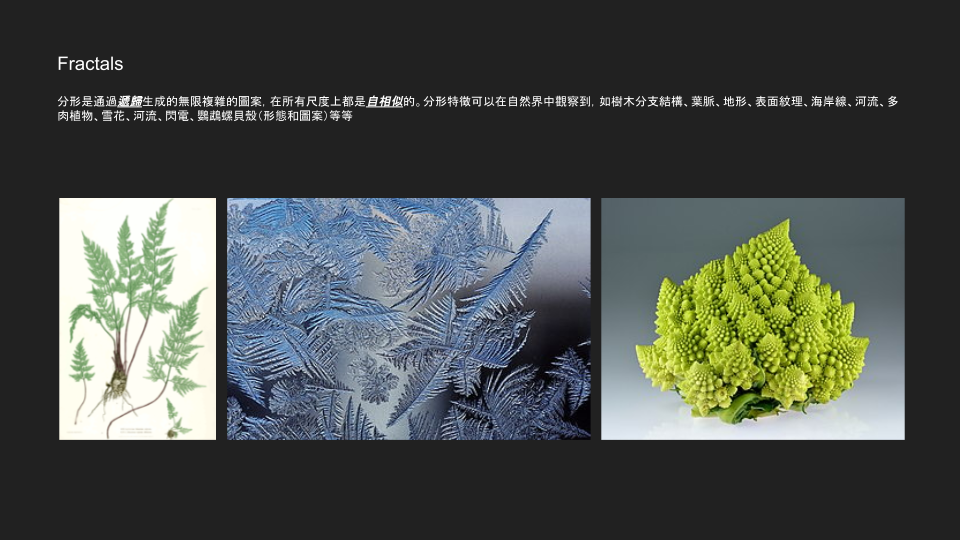 Fractals
分形是通過遞歸生成的無限複雜的圖案, 在所有尺度上都是自相似的。分形特徵可以在自然界中觀察到, 如樹木分支結構、葉脈、地形、表面紋理、海岸線、河流、多
肉植物、雪花、河流、閃電、鸚鵡螺貝殼(形態和圖案)等等